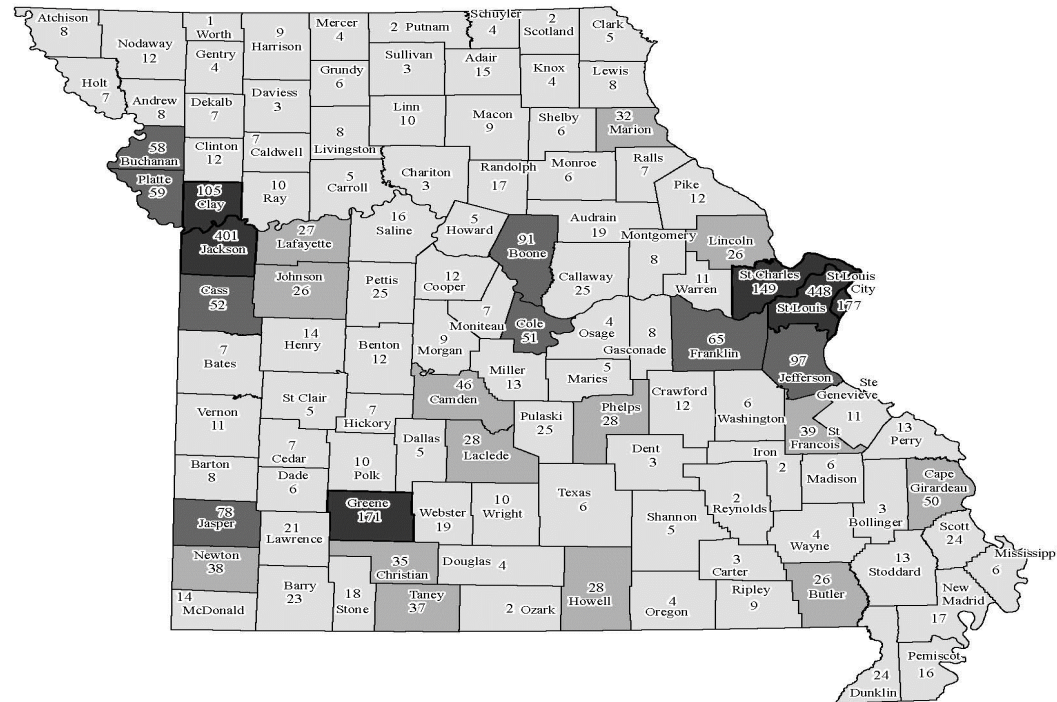 Atchison
8
Nodaway
12
1
Worth
9
Harrison
Mercer
4
2 Putnam
Schuyler
4
2
Scotland
Clark
5
Holt
7
Gentry
4
Sullivan
3
Adair
15
Knox
4
Lewis
8
Grundy
6
Andrew
8
Dekalb
7
Daviess
3
Linn
10
Macon
9
Shelby
6
32
Marion
8
Livingston
58
Buchanan
Clinton
12
7
Caldwell
Chariton
3
Randolph
17
Monroe
6
Ralls
7
Platte
59
105
Clay
10
Ray
5
Carroll
Pike
12
16
Saline
5
Howard
91
Boone
Audrain
19
Montgomery
8
Lincoln
26
401
Jackson
27
Lafayette
11
Warren
St Charles
149
St Louis
City
177
448
St Louis
Cass
52
Johnson
26
Pettis
25
12
Cooper
Callaway
25
7
Moniteau
Cole
51
4
Osage
8
Gasconade
65
Franklin
97
Jefferson
7
Bates
14
Henry
Benton
12
9
Morgan
Miller
13
5
Maries
Crawford
12
6
Washington
Ste
Genevieve
11
39
St
Francois
13
Perry
Vernon
11
St Clair
5
7
Hickory
46
Camden
Pulaski
25
Phelps
28
Dallas
5
28
Laclede
Dent
3
Iron
2
6
Madison
Cape
Girardeau
50
Barton
8
7
Cedar
Dade
6
10
Polk
Texas
6
2
Reynolds
3
Bollinger
78
Jasper
Greene
171
Webster
19
10
Wright
Shannon
5
4
Wayne
Scott
24
Mississipp
6
21
Lawrence
Newton
38
35
Christian
Douglas 4
3
Carter
13
Stoddard
14
McDonald
Barry
23
18
Stone
Taney
37
2 Ozark
28
Howell
4
Oregon
Ripley
9
26
Butler
New
Madrid
17
Pemiscot
16
24
Dunklin